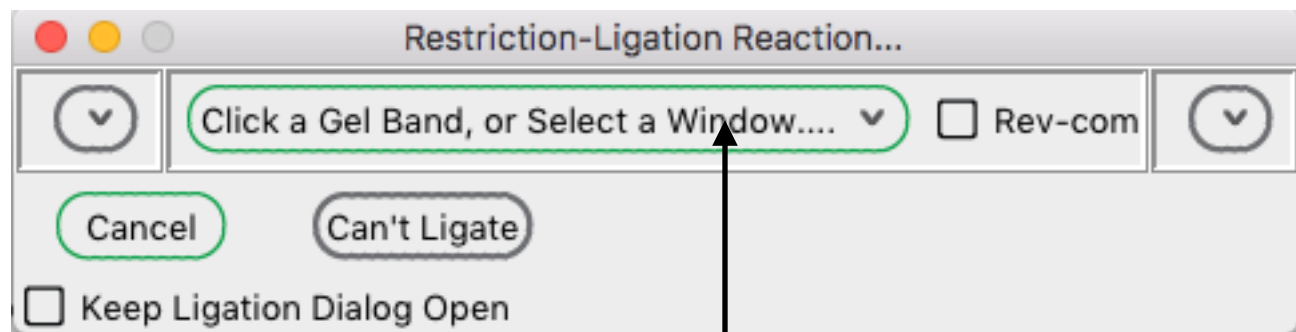 Restriction-Ligation Reaction...
Click a Gel Band, or Select a Window.... Rev-com
Cancel Can't Ligate
Keep Ligation Dialog Open